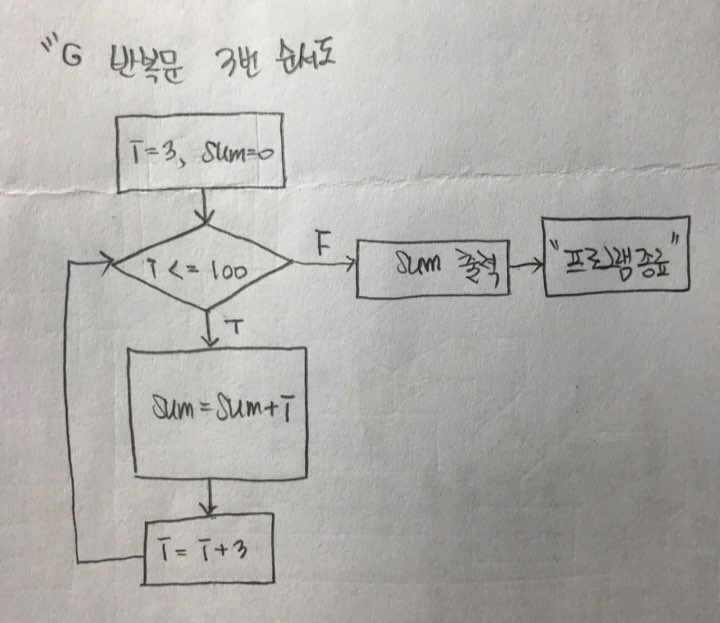 G 반복문 3번 순서도
i=3, sum=0
i <= 100
F
sum 출력
"프로그램 종료"
T
sum=sum+i
i= i+3